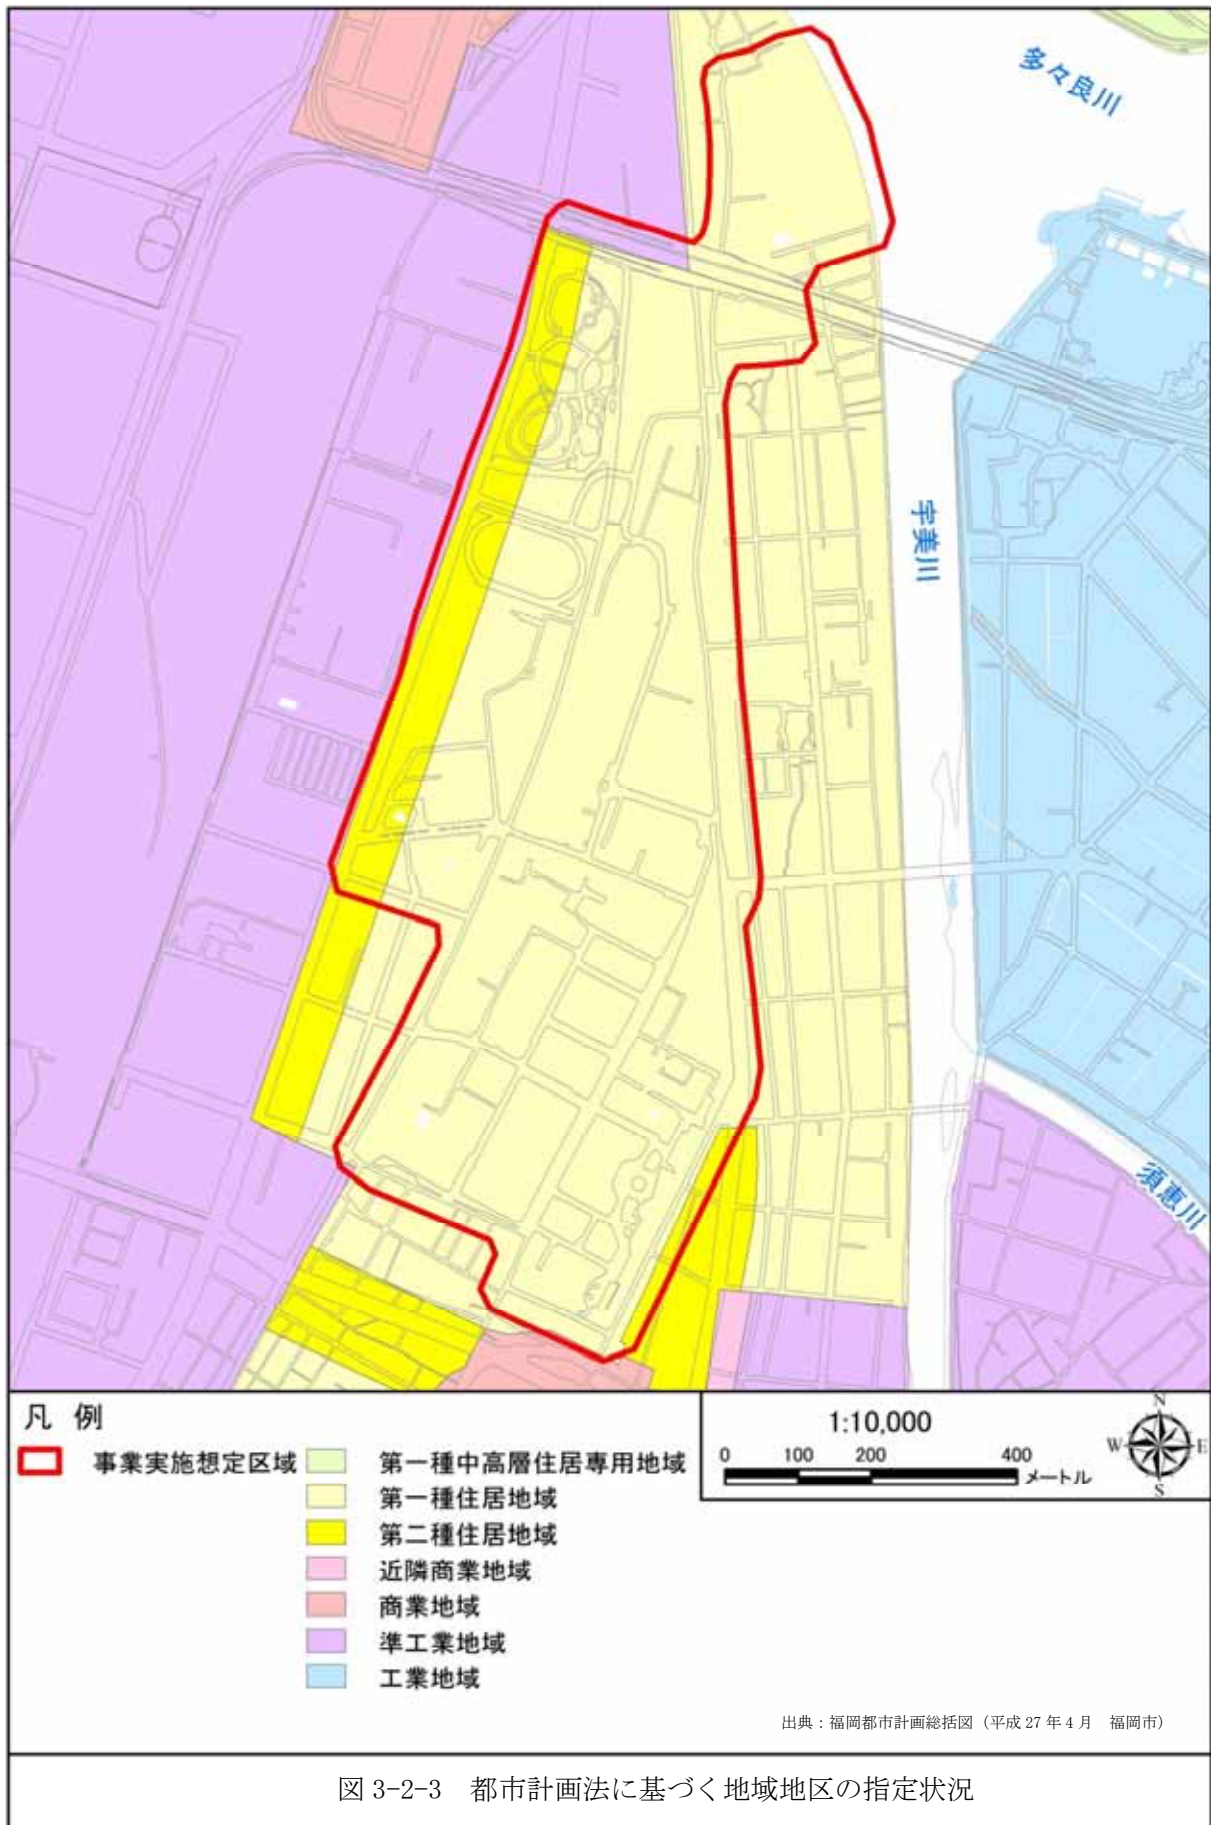 多々良川
宇美川
須恵川
凡 例
事業実施想定区域
第一種中高層住居専用地域
第一種住居地域
第二種住居地域
近隣商業地域
商業地域
準工業地域
工業地域
1:10,000
0 100 200 400
メートル
N
W E
S
出典：福岡都市計画総括図（平成 27 年 4 月　福岡市）
図 3-2-3　都市計画法に基づく地域地区の指定状況